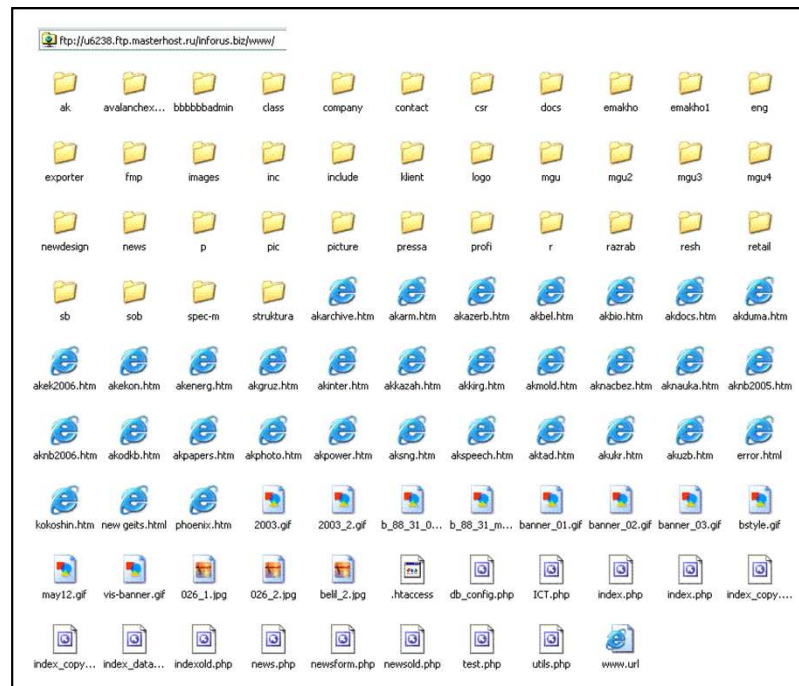 ftp://u6238.ftp.masterhost.ru/inforus.biz/www/
ak avalanchex... bbbbbbadmin class company contact csr docs emakho emakho1 eng
exporter fmp images inc include klient logo mgu mgu2 mgu3 mgu4
newdesign news p pic picture pressa profi r razrab resh retail
sb sob spec-m struktura akarchive.htm akarm.htm akazerb.htm akbel.htm akbio.htm akdocs.htm akduma.htm
akek2006.htm akekon.htm akenerg.htm akgruz.htm akinter.htm akkazah.htm akkirg.htm akmold.htm aknacbez.htm aknauka.htm aknb2005.htm
aknb2006.htm akodkb.htm akpapers.htm akphoto.htm akpower.htm aksng.htm akspeech.htm aktad.htm akukr.htm akuzb.htm error.html
kokoshin.htm new geits.html phoenix.htm 2003.gif 2003_2.gif b_88_31_0... b_88_31_m... banner_01.gif banner_02.gif banner_03.gif bstyle.gif
may12.gif vis-banner.gif 026_1.jpg 026_2.jpg belil_2.jpg .htaccess db_config.php ICT.php index.php index.php index_copy....
index_copy... index_data... indexold.php news.php newsform.php newsold.php test.php utils.php www.url